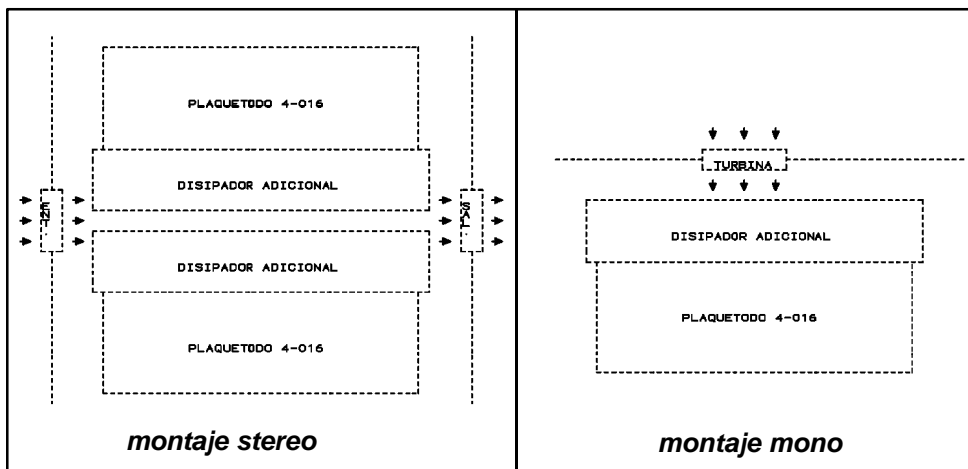 PLAQUETODO 4-016
DISIPADOR ADICIONAL
ENT.
SAL.
DISIPADOR ADICIONAL
PLAQUETODO 4-016
montaje stereo
TURBINA
DISIPADOR ADICIONAL
PLAQUETODO 4-016
montaje mono